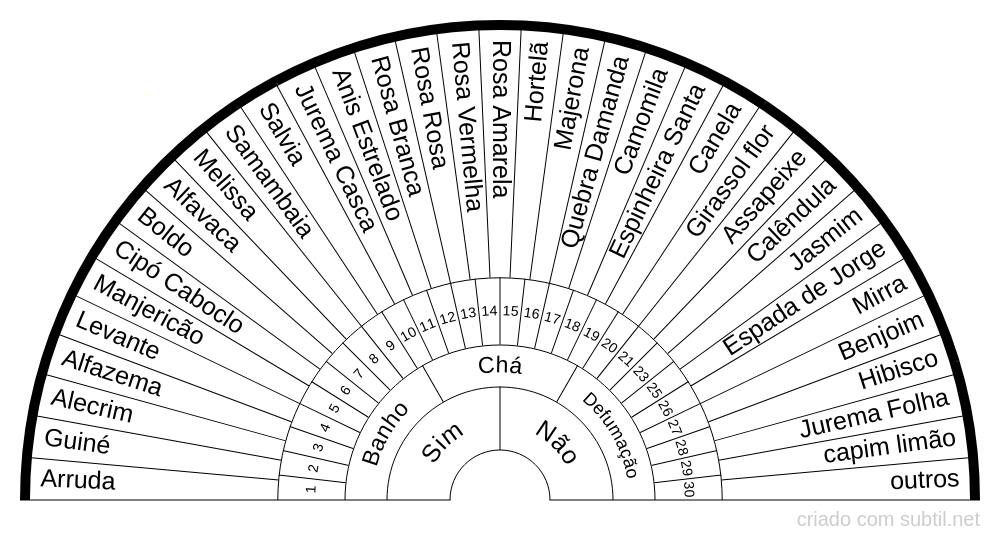 Arruda
Guiné
Alecrim
Alfazema
Levante
Manjericão
Cipó Caboclo
Boldo
Alfavaca
Melissa
Samambaia
Salvia
Jurema Casca
Anis Estrelado
Rosa Branca
Rosa Rosa
Rosa Vermelha
Rosa Amarela
Hortelã
Majerona
Quebra Damanda
Camomila
Espinheira Santa
Canela
Girassol flor
Assapeixe
Calêndula
Jasmim
Espada de Jorge
Mirra
Benjoim
Hibisco
Jurema Folha
capim limão
outros
1
2
3
4
5
6
7
8
9
10
11
12
13
14
15
16
17
18
19
20
21
23
25
26
27
28
29
30
Banho
Chá
Defumação
Sim
Não
criado com subtil.net